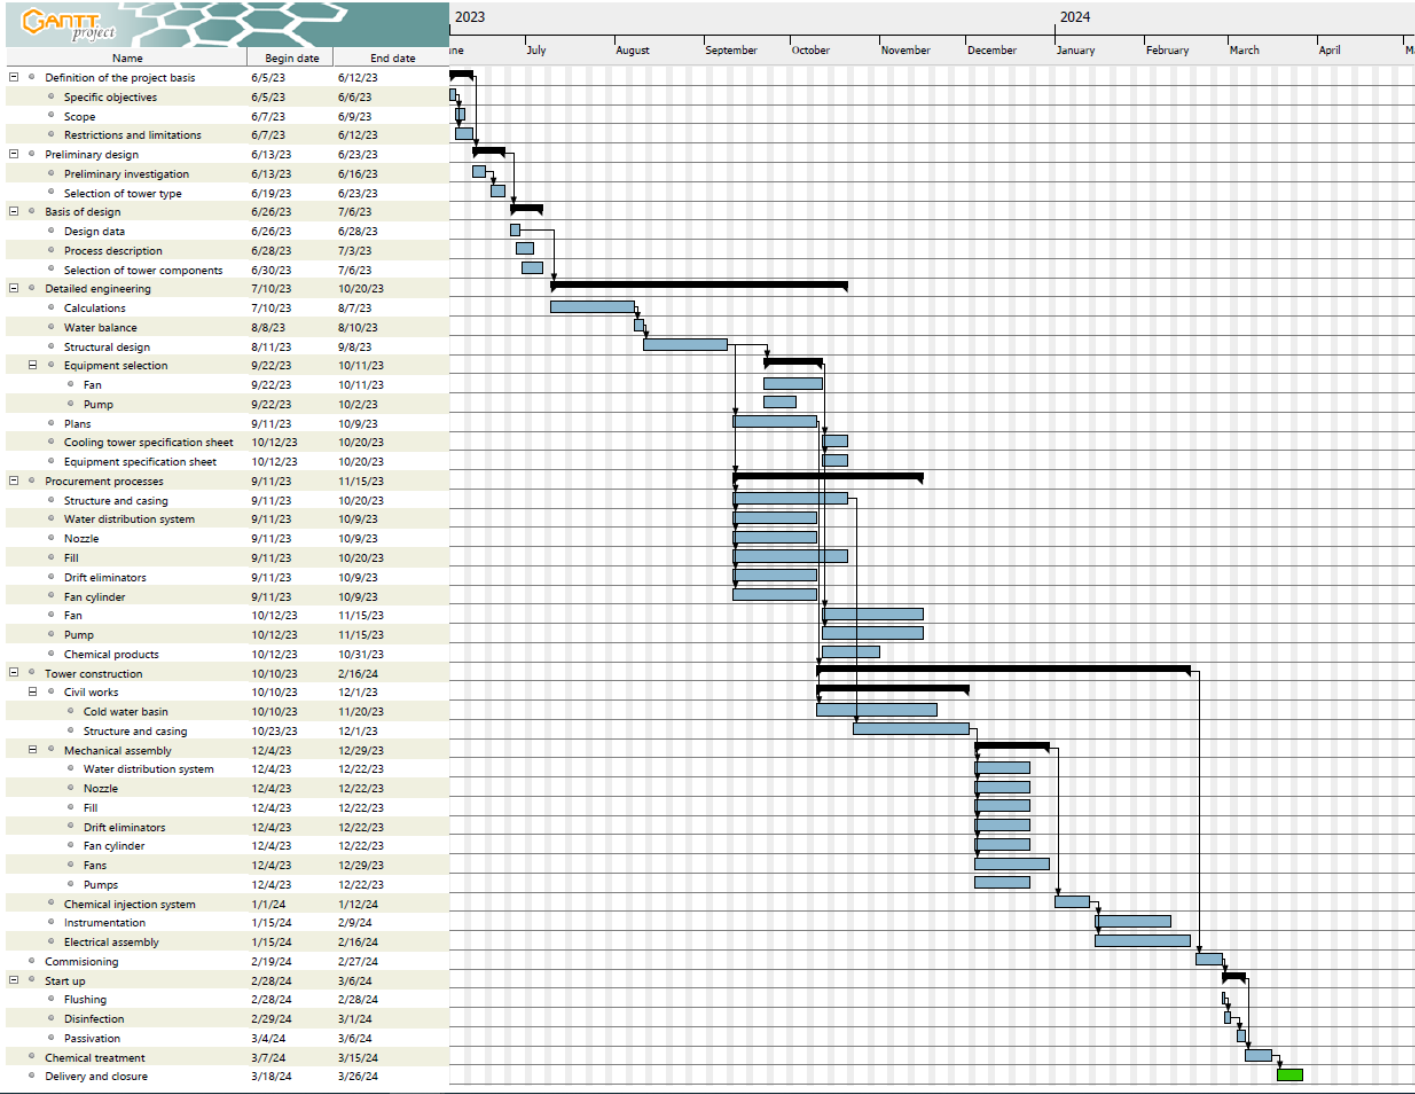 GANTT project
2023 2024
ne July August September October November December January February March April M
Name Begin date End date
Definition of the project basis 6/5/23 6/12/23
Specific objectives 6/5/23 6/6/23
Scope 6/7/23 6/9/23
Restrictions and limitations 6/7/23 6/12/23
Preliminary design 6/13/23 6/23/23
Preliminary investigation 6/13/23 6/16/23
Selection of tower type 6/19/23 6/23/23
Basis of design 6/26/23 7/6/23
Design data 6/26/23 6/28/23
Process description 6/28/23 7/3/23
Selection of tower components 6/30/23 7/6/23
Detailed engineering 7/10/23 10/20/23
Calculations 7/10/23 8/7/23
Water balance 8/8/23 8/10/23
Structural design 8/11/23 9/8/23
Equipment selection 9/22/23 10/11/23
Fan 9/22/23 10/11/23
Pump 9/22/23 10/2/23
Plans 9/11/23 10/9/23
Cooling tower specification sheet 10/12/23 10/20/23
Equipment specification sheet 10/12/23 10/20/23
Procurement processes 9/11/23 11/15/23
Structure and casing 9/11/23 10/20/23
Water distribution system 9/11/23 10/9/23
Nozzle 9/11/23 10/9/23
Fill 9/11/23 10/20/23
Drift eliminators 9/11/23 10/9/23
Fan cylinder 9/11/23 10/9/23
Fan 10/12/23 11/15/23
Pump 10/12/23 11/15/23
Chemical products 10/12/23 10/31/23
Tower construction 10/10/23 2/16/24
Civil works 10/10/23 12/1/23
Cold water basin 10/10/23 11/20/23
Structure and casing 10/23/23 12/1/23
Mechanical assembly 12/4/23 12/29/23
Water distribution system 12/4/23 12/22/23
Nozzle 12/4/23 12/22/23
Fill 12/4/23 12/22/23
Drift eliminators 12/4/23 12/22/23
Fan cylinder 12/4/23 12/22/23
Fans 12/4/23 12/29/23
Pumps 12/4/23 12/22/23
Chemical injection system 1/1/24 1/12/24
Instrumentation 1/15/24 2/9/24
Electrical assembly 1/15/24 2/16/24
Commisioning 2/19/24 2/27/24
Start up 2/28/24 3/6/24
Flushing 2/28/24 2/28/24
Disinfection 2/29/24 3/1/24
Passivation 3/4/24 3/6/24
Chemical treatment 3/7/24 3/15/24
Delivery and closure 3/18/24 3/26/24